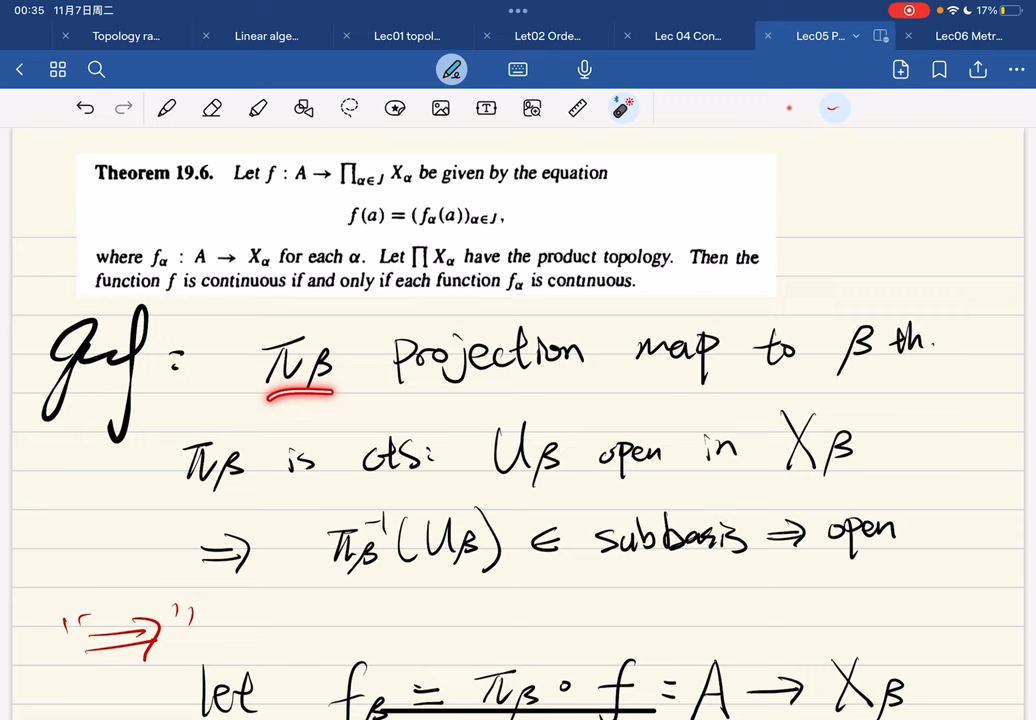 00:35 11月7日周二
17%
Topology ra...
Linear alge...
Lec01 topol...
Let02 Orde...
Lec 04 Con...
Lec05 P...
Lec06 Metr...
Theorem 19.6. Let f : A → ∏α∈J Xα be given by the equation
f(a) = (fα(a))α∈J,
where fα : A → Xα for each α. Let ∏ Xα have the product topology. Then the
function f is continuous if and only if each function fα is continuous.
πβ projection map to β th.
πβ is cts: Uβ open in Xβ
⇒ πβ⁻¹(Uβ) ∈ subbasis ⇒ open
"⇒"
let fβ = πβ ∘ f : A → Xβ